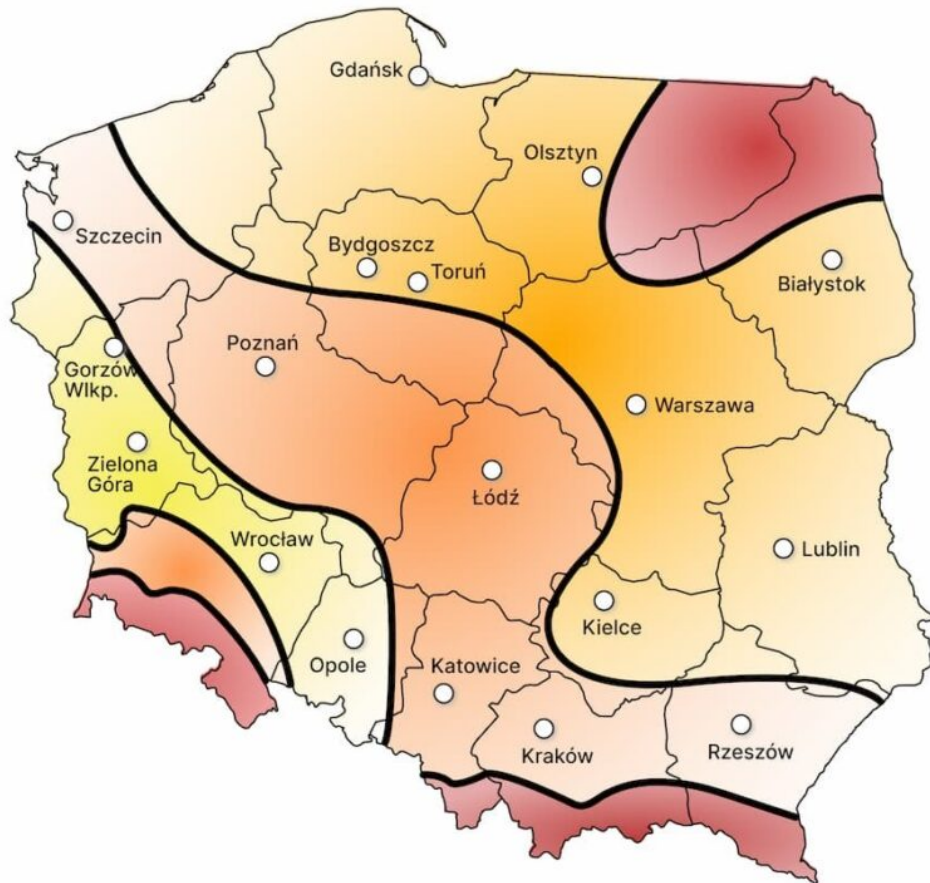 Gdańsk
Olsztyn
Szczecin
Bydgoszcz
Toruń
Białystok
Poznań
Gorzów
Wlkp.
Warszawa
Zielona
Góra
Łódź
Wrocław
Lublin
Kielce
Opole
Katowice
Kraków
Rzeszów